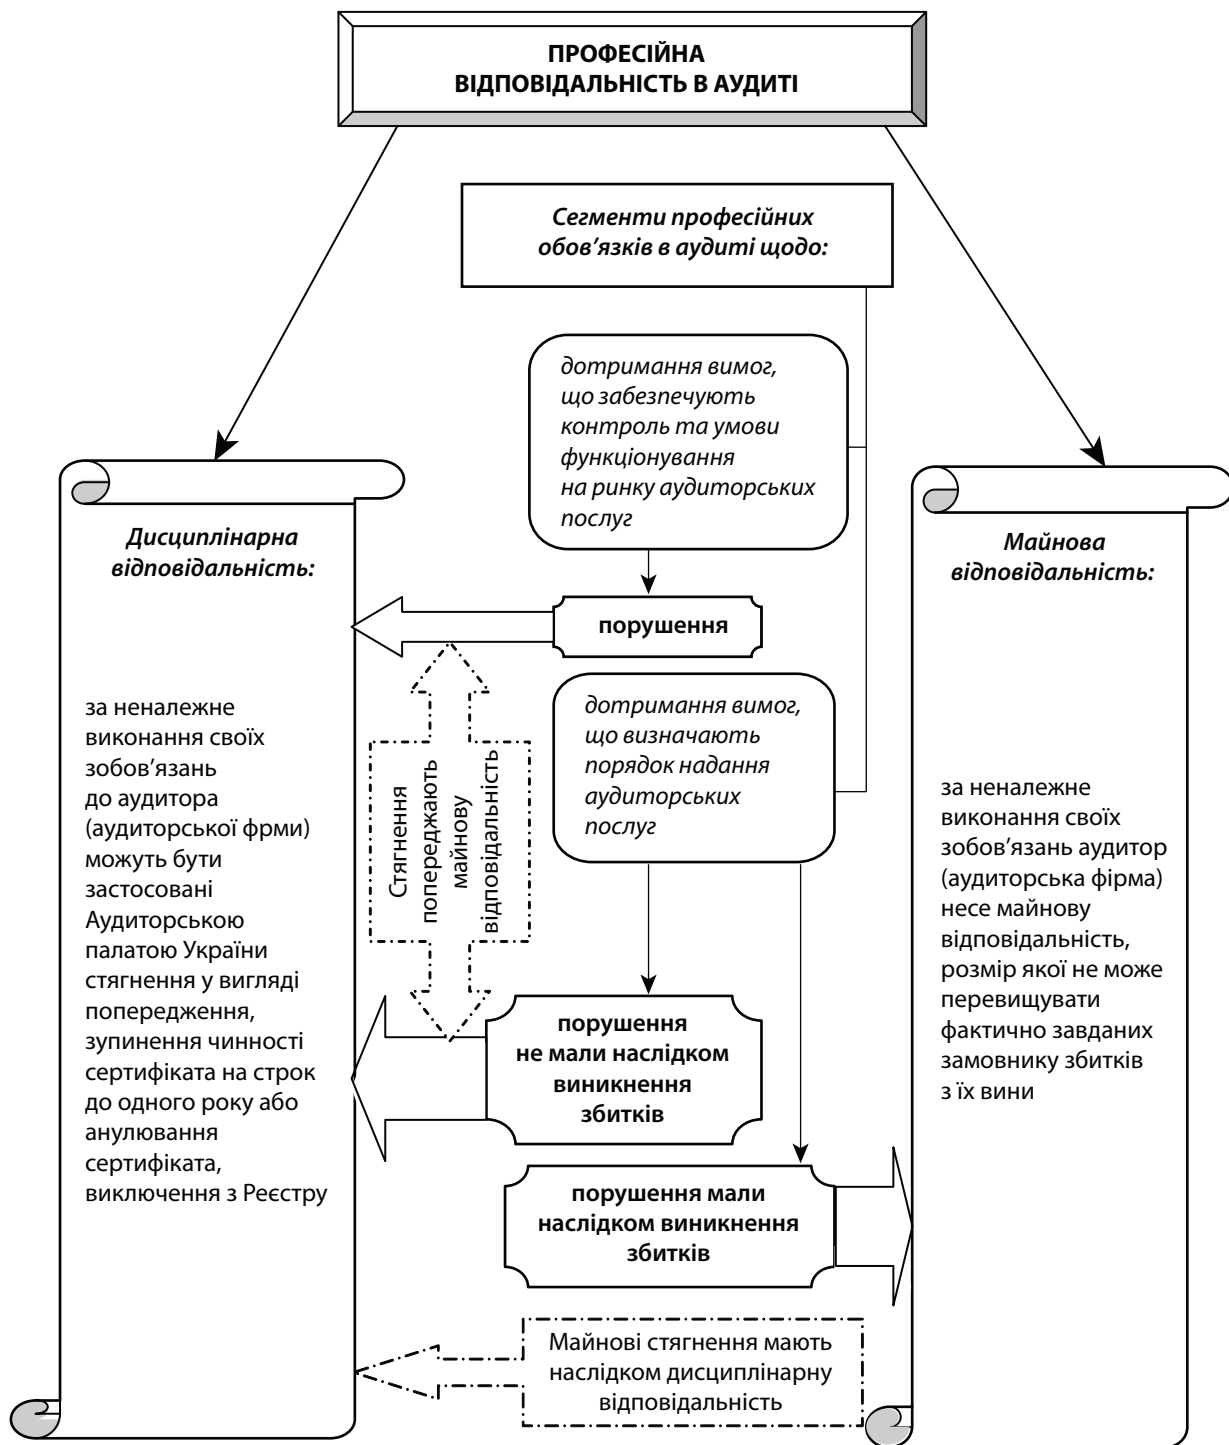 ПРОФЕСІЙНА
ВІДПОВІДАЛЬНІСТЬ В АУДИТІ
Сегменти професійних
обов’язків в аудиті щодо:
дотримання вимог,
що забезпечують
контроль та умови
функціонування
на ринку аудиторських
послуг
Дисциплінарна
відповідальність:
порушення
за неналежне
виконання своїх
зобов’язань
до аудитора
(аудиторської фрми)
можуть бути
застосовані
Аудиторською
палатою України
стягнення у вигляді
попередження,
зупинення чинності
сертифіката на строк
до одного року або
анулювання
сертифіката,
виключення з Реєстру
Стягнення
попереджають
майнову
відповідальність
дотримання вимог,
що визначають
порядок надання
аудиторських
послуг
порушення
не мали наслідком
виникнення
збитків
порушення мали
наслідком виникнення
збитків
Майнові стягнення мають
наслідком дисциплінарну
відповідальність
Майнова
відповідальність:
за неналежне
виконання своїх
зобов’язань аудитор
(аудиторська фірма)
несе майнову
відповідальність,
розмір якої не може
перевищувати
фактично завданих
замовнику збитків
з їх вини